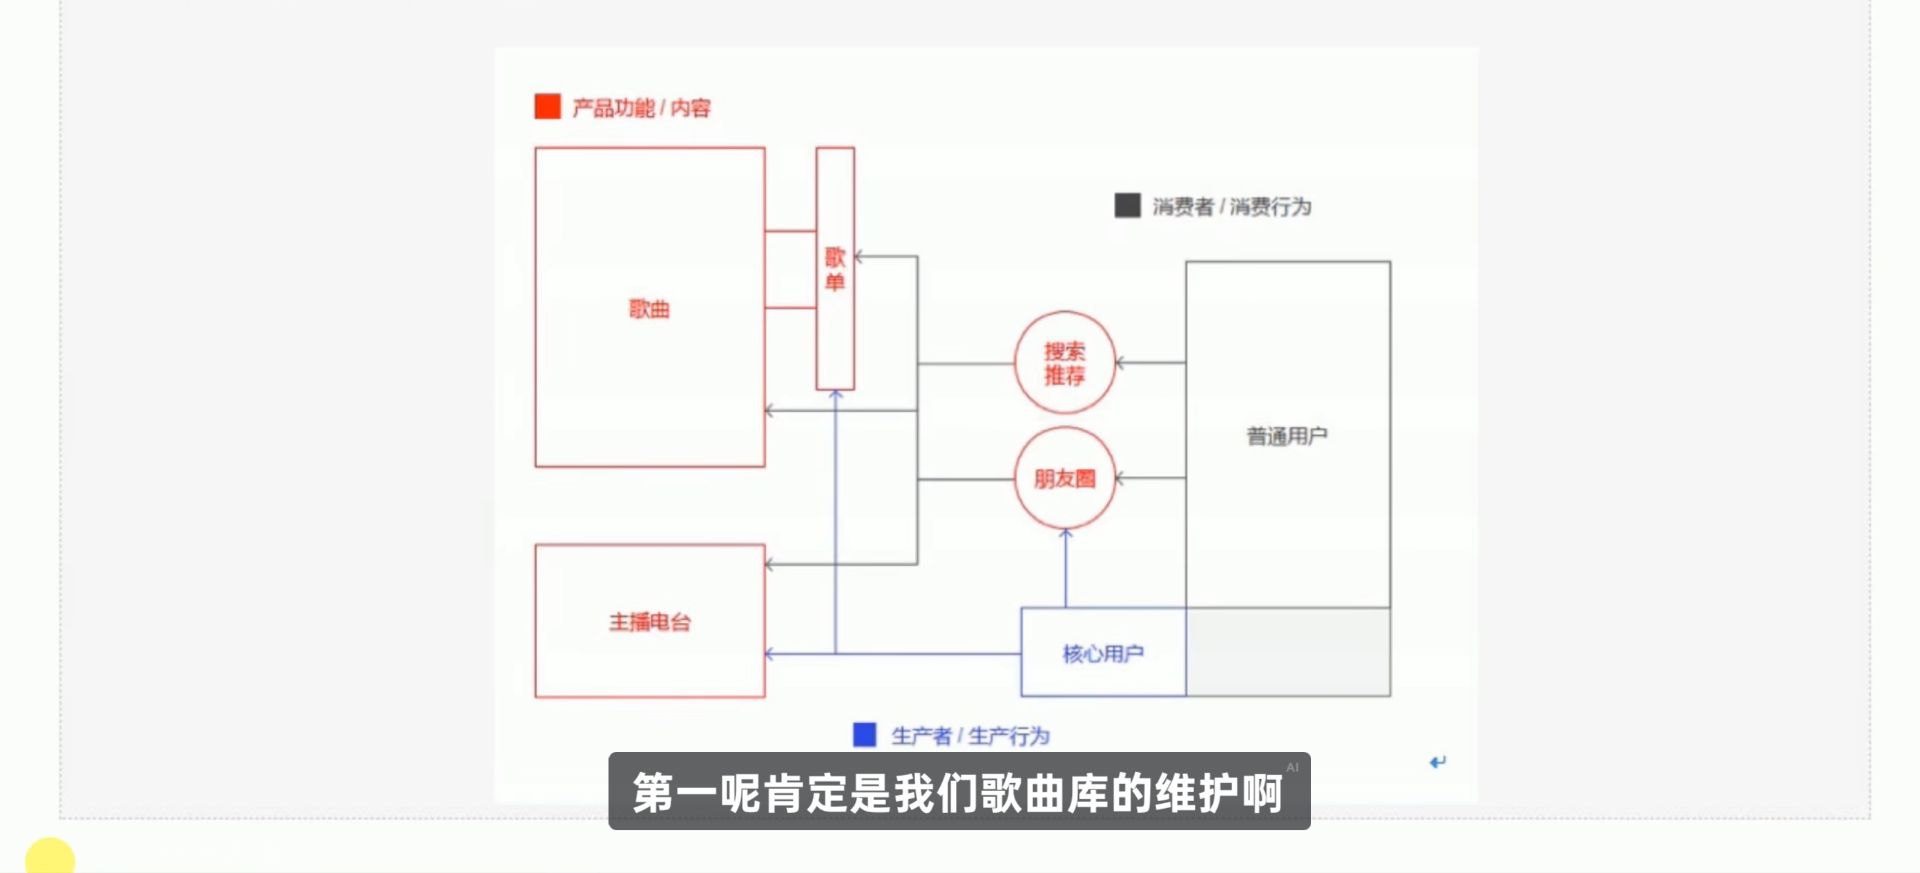 产品功能 / 内容
消费者 / 消费行为
歌曲
歌
单
搜索
推荐
普通用户
朋友圈
主播电台
核心用户
生产者 / 生产行为
AI
第一呢肯定是我们歌曲库的维护啊